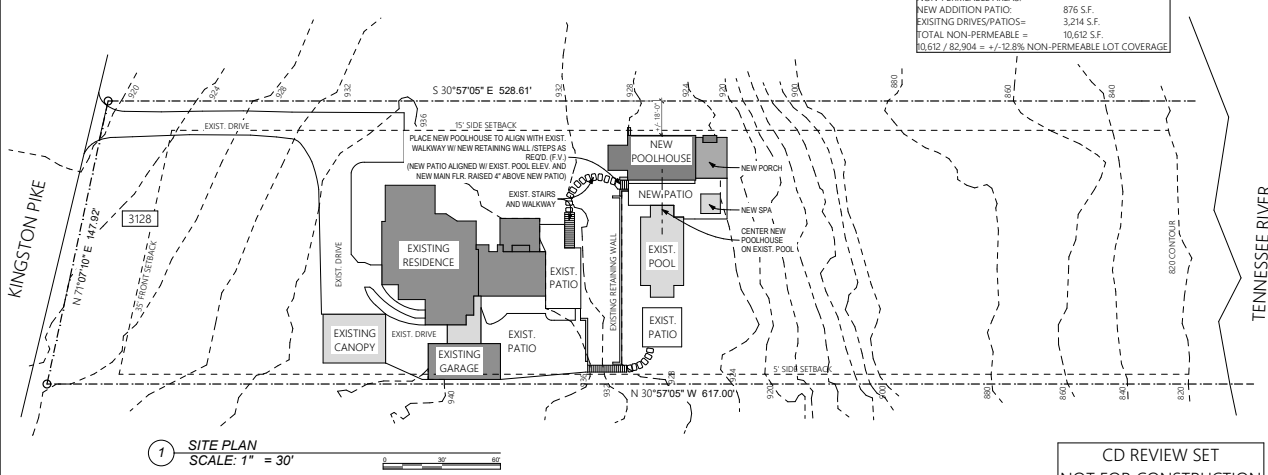 NEW ADDITION PATIO: 876 S.F.
EXISITNG DRIVES/PATIOS= 3,214 S.F.
TOTAL NON-PERMEABLE = 10,612 S.F.
10,612 / 82,904 = +/-12.8% NON-PERMEABLE LOT COVERAGE
920
924
928
932
936
932
928
924
920
900
880
860
840
S 30°57'05" E 528.61'
EXIST. DRIVE
15' SIDE SETBACK
+/- 18'-0"
PLACE NEW POOLHOUSE TO ALIGN WITH EXIST.
WALKWAY W/ NEW RETAINING WALL /STEPS AS
REQ'D. (F.V.)
(NEW PATIO ALIGNED W/ EXIST. POOL ELEV. AND
NEW MAIN FLR. RAISED 4" ABOVE NEW PATIO)
NEW
POOLHOUSE
NEW PORCH
NEW PATIO
EXIST. STAIRS
AND WALKWAY
NEW SPA
CENTER NEW
POOLHOUSE
ON EXIST. POOL
KINGSTON PIKE
N 71°07'10" E 147.92'
3128
35' FRONT SETBACK
EXIST. DRIVE
EXISTING
RESIDENCE
EXIST.
PATIO
EXISTING RETAINING WALL
EXIST.
POOL
820 CONTOUR
TENNESSEE RIVER
EXISTING
CANOPY
EXIST. DRIVE
EXIST.
PATIO
EXIST.
PATIO
EXISTING
GARAGE
5' SIDE SETBACK
940
936
932
928
924
920
900
880
860
840
820
N 30°57'05" W 617.00'
1
SITE PLAN
SCALE: 1" = 30'
0 30' 60'
CD REVIEW SET
NOT FOR CONSTRUCTION